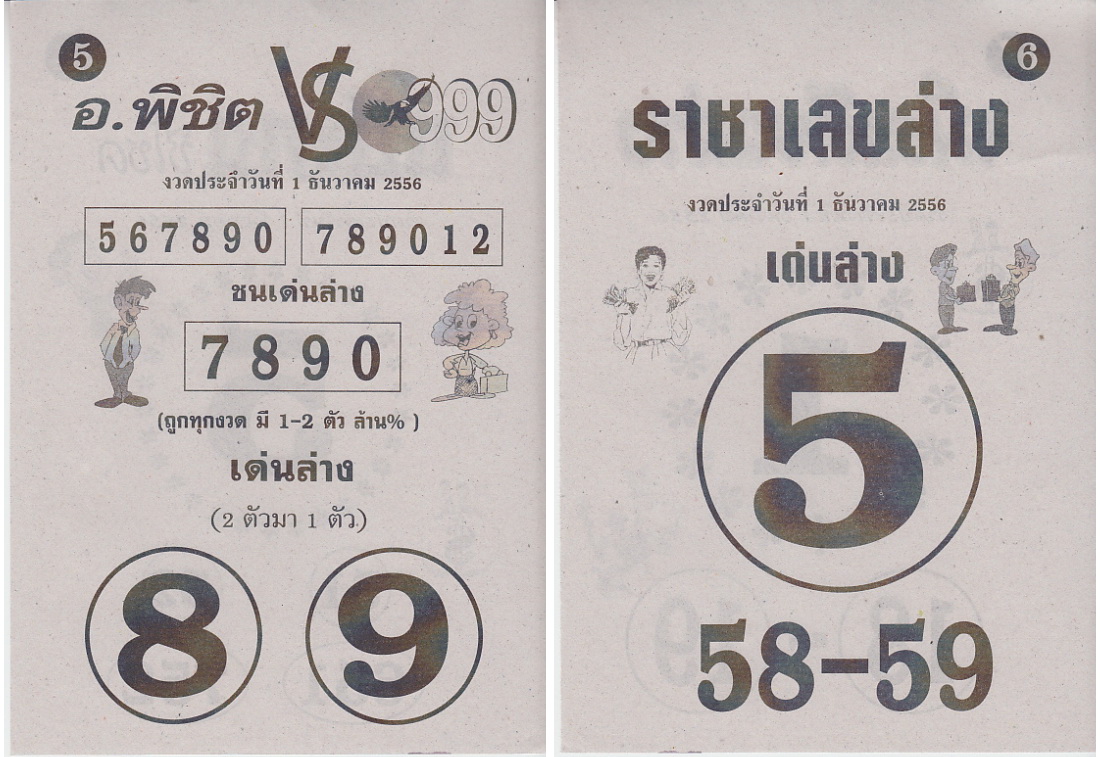 5
อ.พิชิต VS 999
งวดประจำวันที่ 1 ธันวาคม 2556
567890 789012
ชนเด่นล่าง
7890
(ถูกทุกงวด มี 1-2 ตัว ล้าน% )
เด่นล่าง
(2 ตัวมา 1 ตัว)
8 9
6
ราชาเลขล่าง
งวดประจำวันที่ 1 ธันวาคม 2556
เด่นล่าง
5
58-59